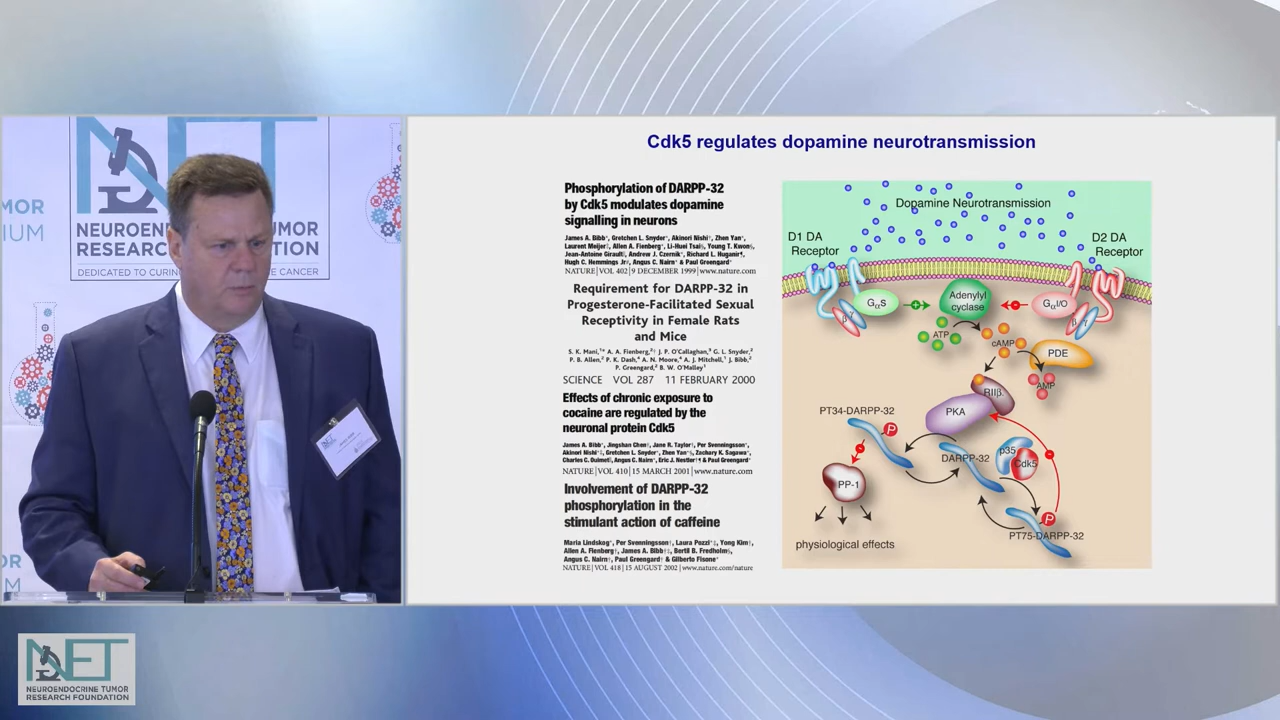 MOR
IUM
NET
NEUROENDOCRINE TUMOR
RESEARCH FOUNDATION
DEDICATED TO CURING CANCER
OR
NET
NEUROENDOCRINE TUMOR
RESEARCH FOUNDATION
Cdk5 regulates dopamine neurotransmission
Phosphorylation of DARPP-32
by Cdk5 modulates dopamine
signalling in neurons
James A. Bibb*, Gretchen L. Snyder*, Akinori Nishi†, Zhen Yan*,
Laurent Meijer‡, Allen A. Fienberg*, Li-Huei Tsai§, Young T. Kwon§,
Jean-Antoine Girault, Andrew J. Czernik*, Richard L. Huganir¶,
Hugh C. Hemmings Jr, Angus C. Nairn* & Paul Greengard*
NATURE | VOL 402 | 9 DECEMBER 1999 | www.nature.com
Requirement for DARPP-32 in
Progesterone-Facilitated Sexual
Receptivity in Female Rats
and Mice
S. K. Mani, A. A. Fienberg, J. P. O'Callaghan, G. L. Snyder,
P. B. Allen, P. K. Dash, A. N. Moore, A. J. Mitchell, J. Bibb,
P. Greengard, B. W. O'Malley
SCIENCE VOL 287 11 FEBRUARY 2000
Effects of chronic exposure to
cocaine are regulated by the
neuronal protein Cdk5
James A. Bibb*, Jingshan Chen†, Jane R. Taylor‡, Per Svenningsson*,
Akinori Nishi, Gretchen L. Snyder*, Zhen Yan, Zachary K. Sagawa,
Charles C. Ouimet, Angus C. Nairn*, Eric J. Nestler & Paul Greengard*
NATURE | VOL 410 | 15 MARCH 2001 | www.nature.com
Involvement of DARPP-32
phosphorylation in the
stimulant action of caffeine
Maria Lindskog*, Per Svenningsson†, Laura Pozzi*, Yong Kim†,
Allen A. Fienberg†, James A. Bibb, Bertil B. Fredholm§,
Angus C. Nairn†, Paul Greengard† & Gilberto Fisone*
NATURE | VOL 418 | 15 AUGUST 2002 | www.nature.com/nature
Dopamine Neurotransmission
D1 DA
Receptor
D2 DA
Receptor
GαS
Adenylyl
cyclase
GαI/O
β γ
β γ
ATP
cAMP
PDE
AMP
RIIβ
PKA
PT34-DARPP-32
P
DARPP-32
p35
Cdk5
PP-1
P
PT75-DARPP-32
physiological effects